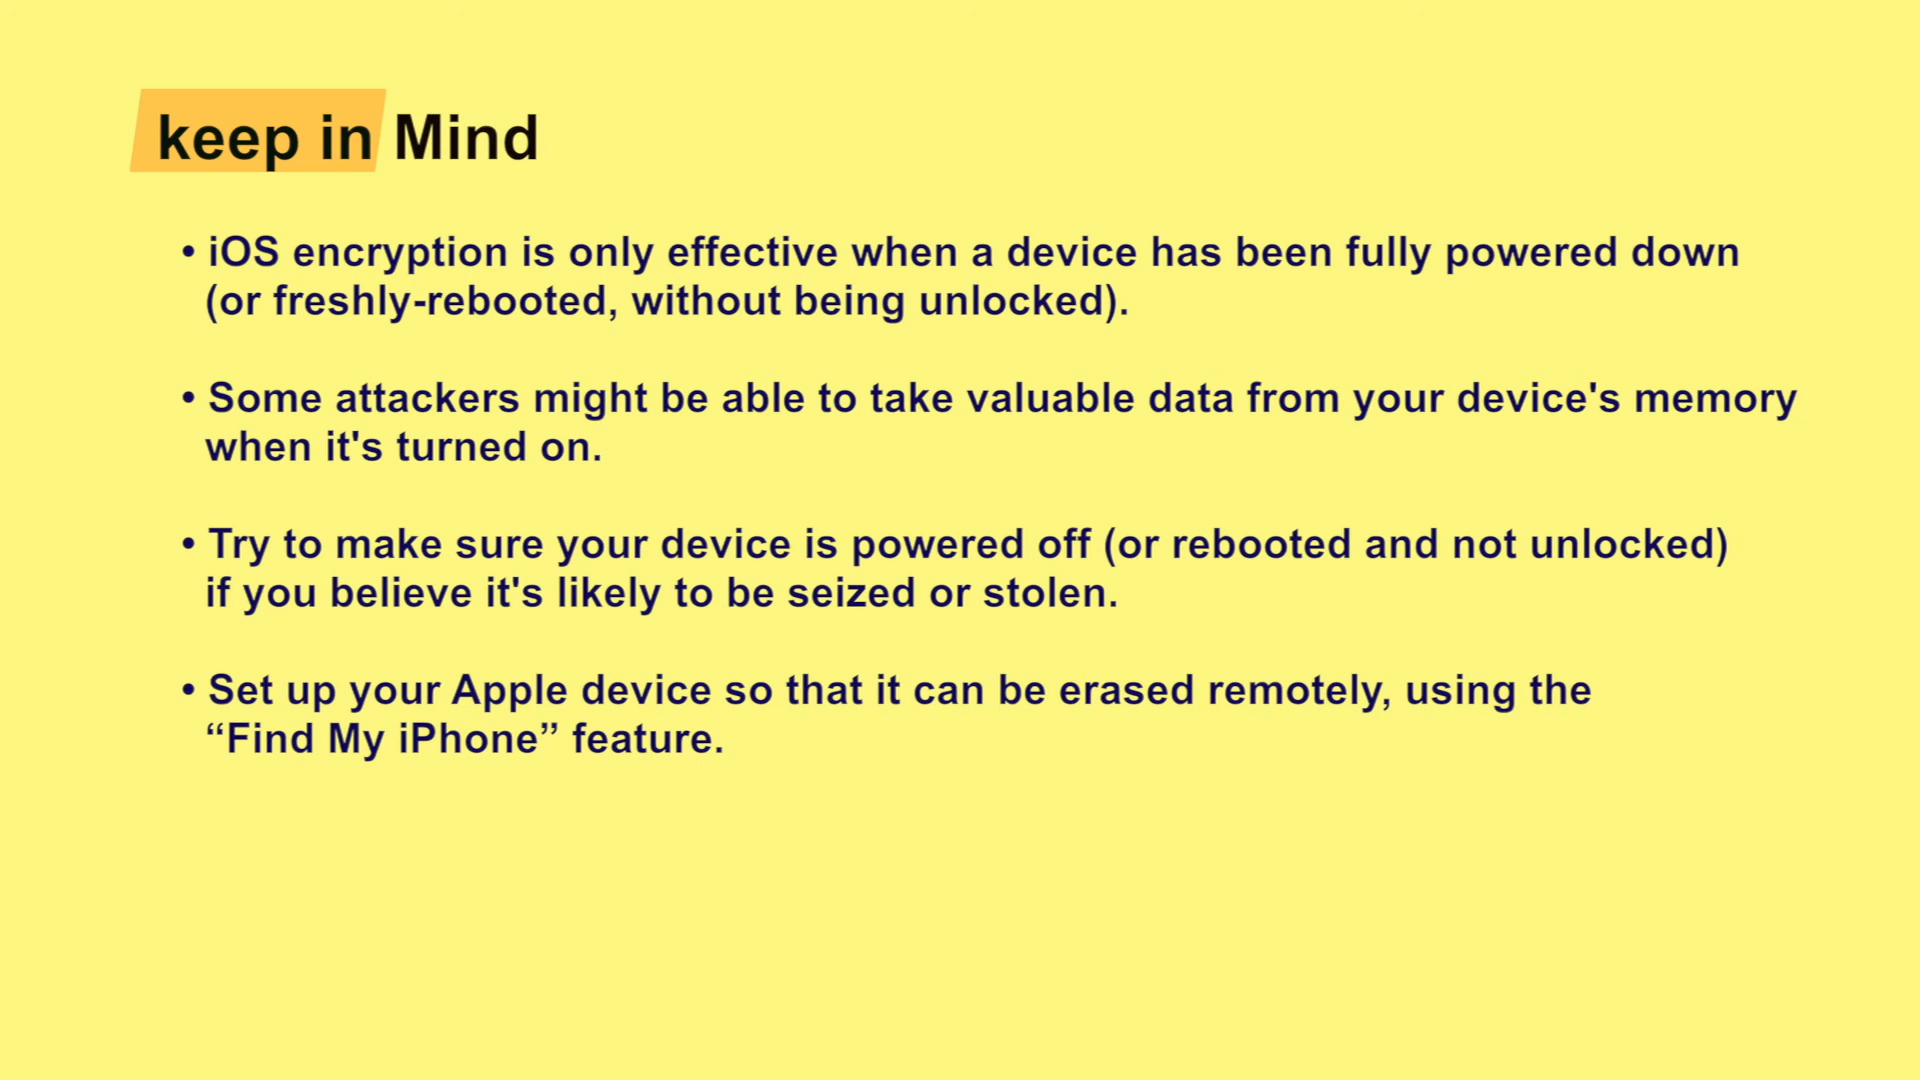 keep in Mind
• iOS encryption is only effective when a device has been fully powered down
(or freshly-rebooted, without being unlocked).
• Some attackers might be able to take valuable data from your device's memory
when it's turned on.
• Try to make sure your device is powered off (or rebooted and not unlocked)
if you believe it's likely to be seized or stolen.
• Set up your Apple device so that it can be erased remotely, using the
“Find My iPhone” feature.